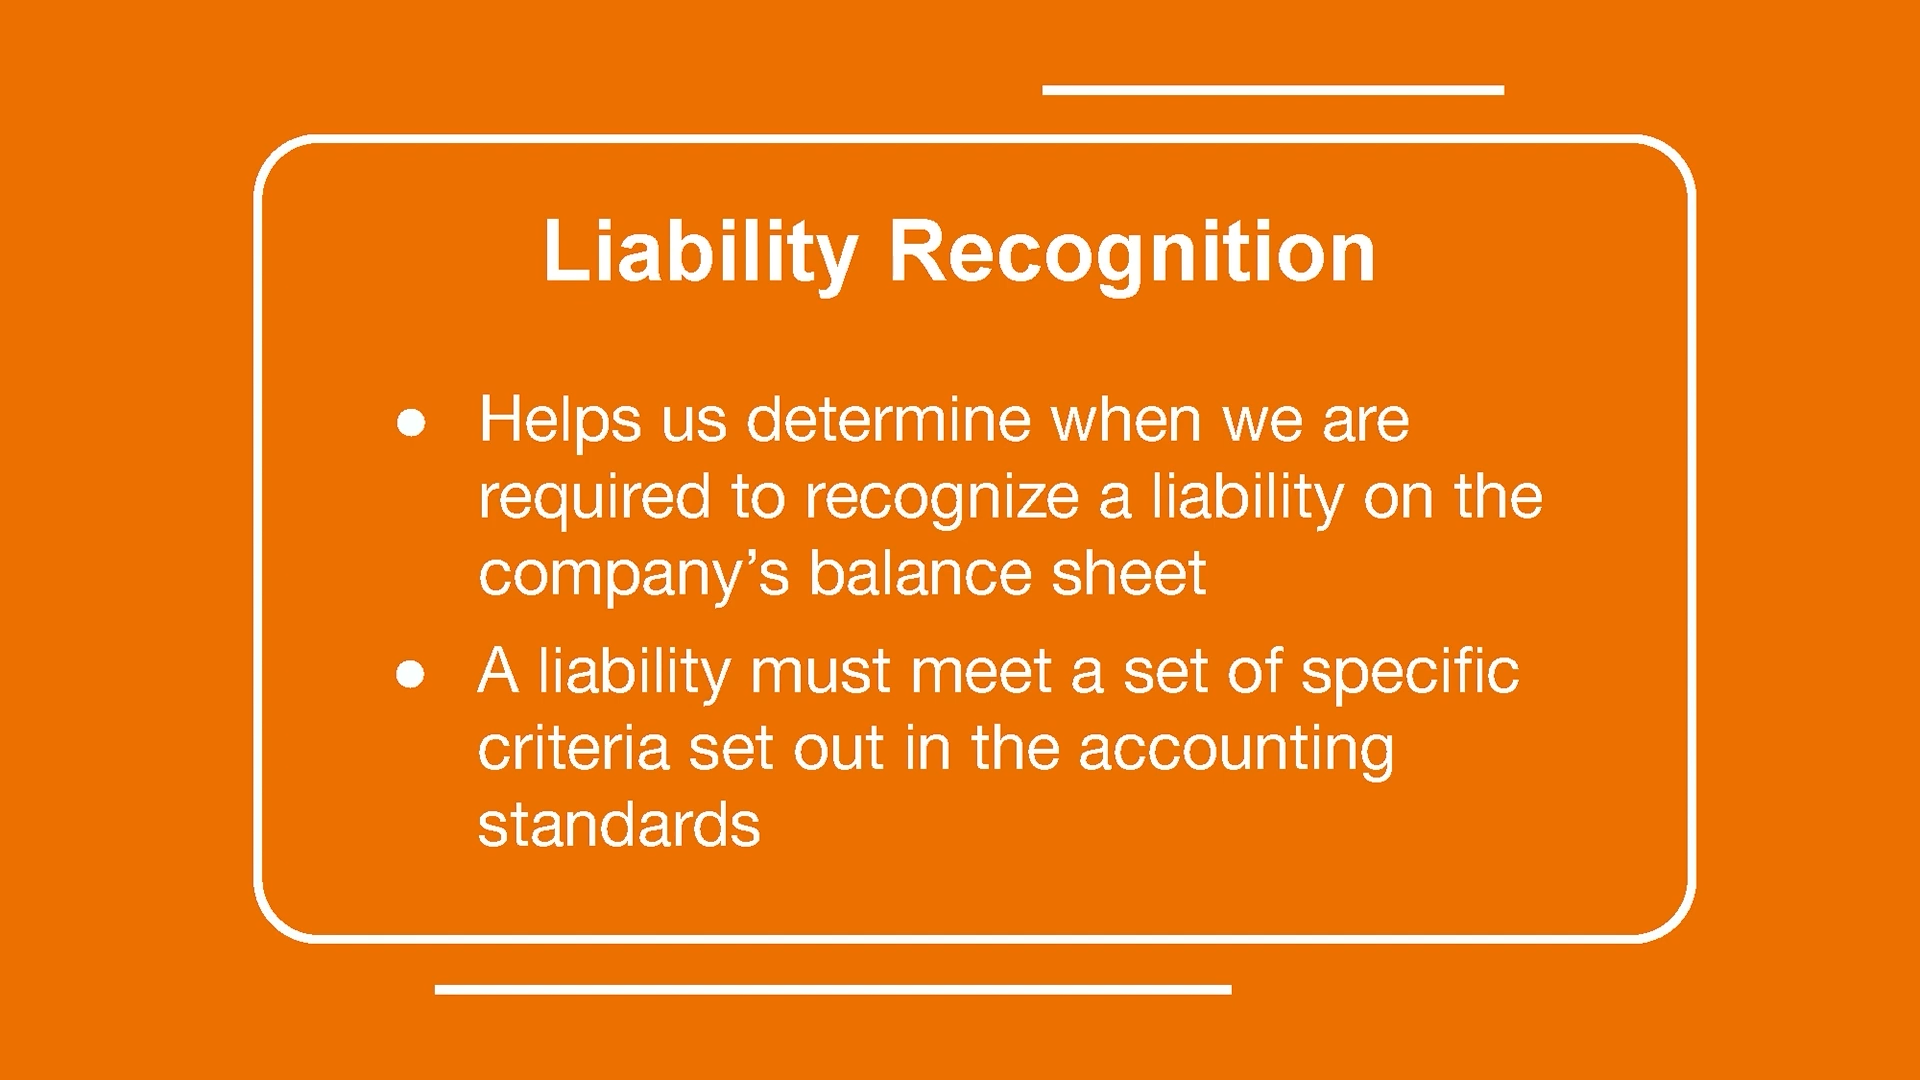 Liability Recognition
● Helps us determine when we are
required to recognize a liability on the
company’s balance sheet
● A liability must meet a set of specific
criteria set out in the accounting
standards